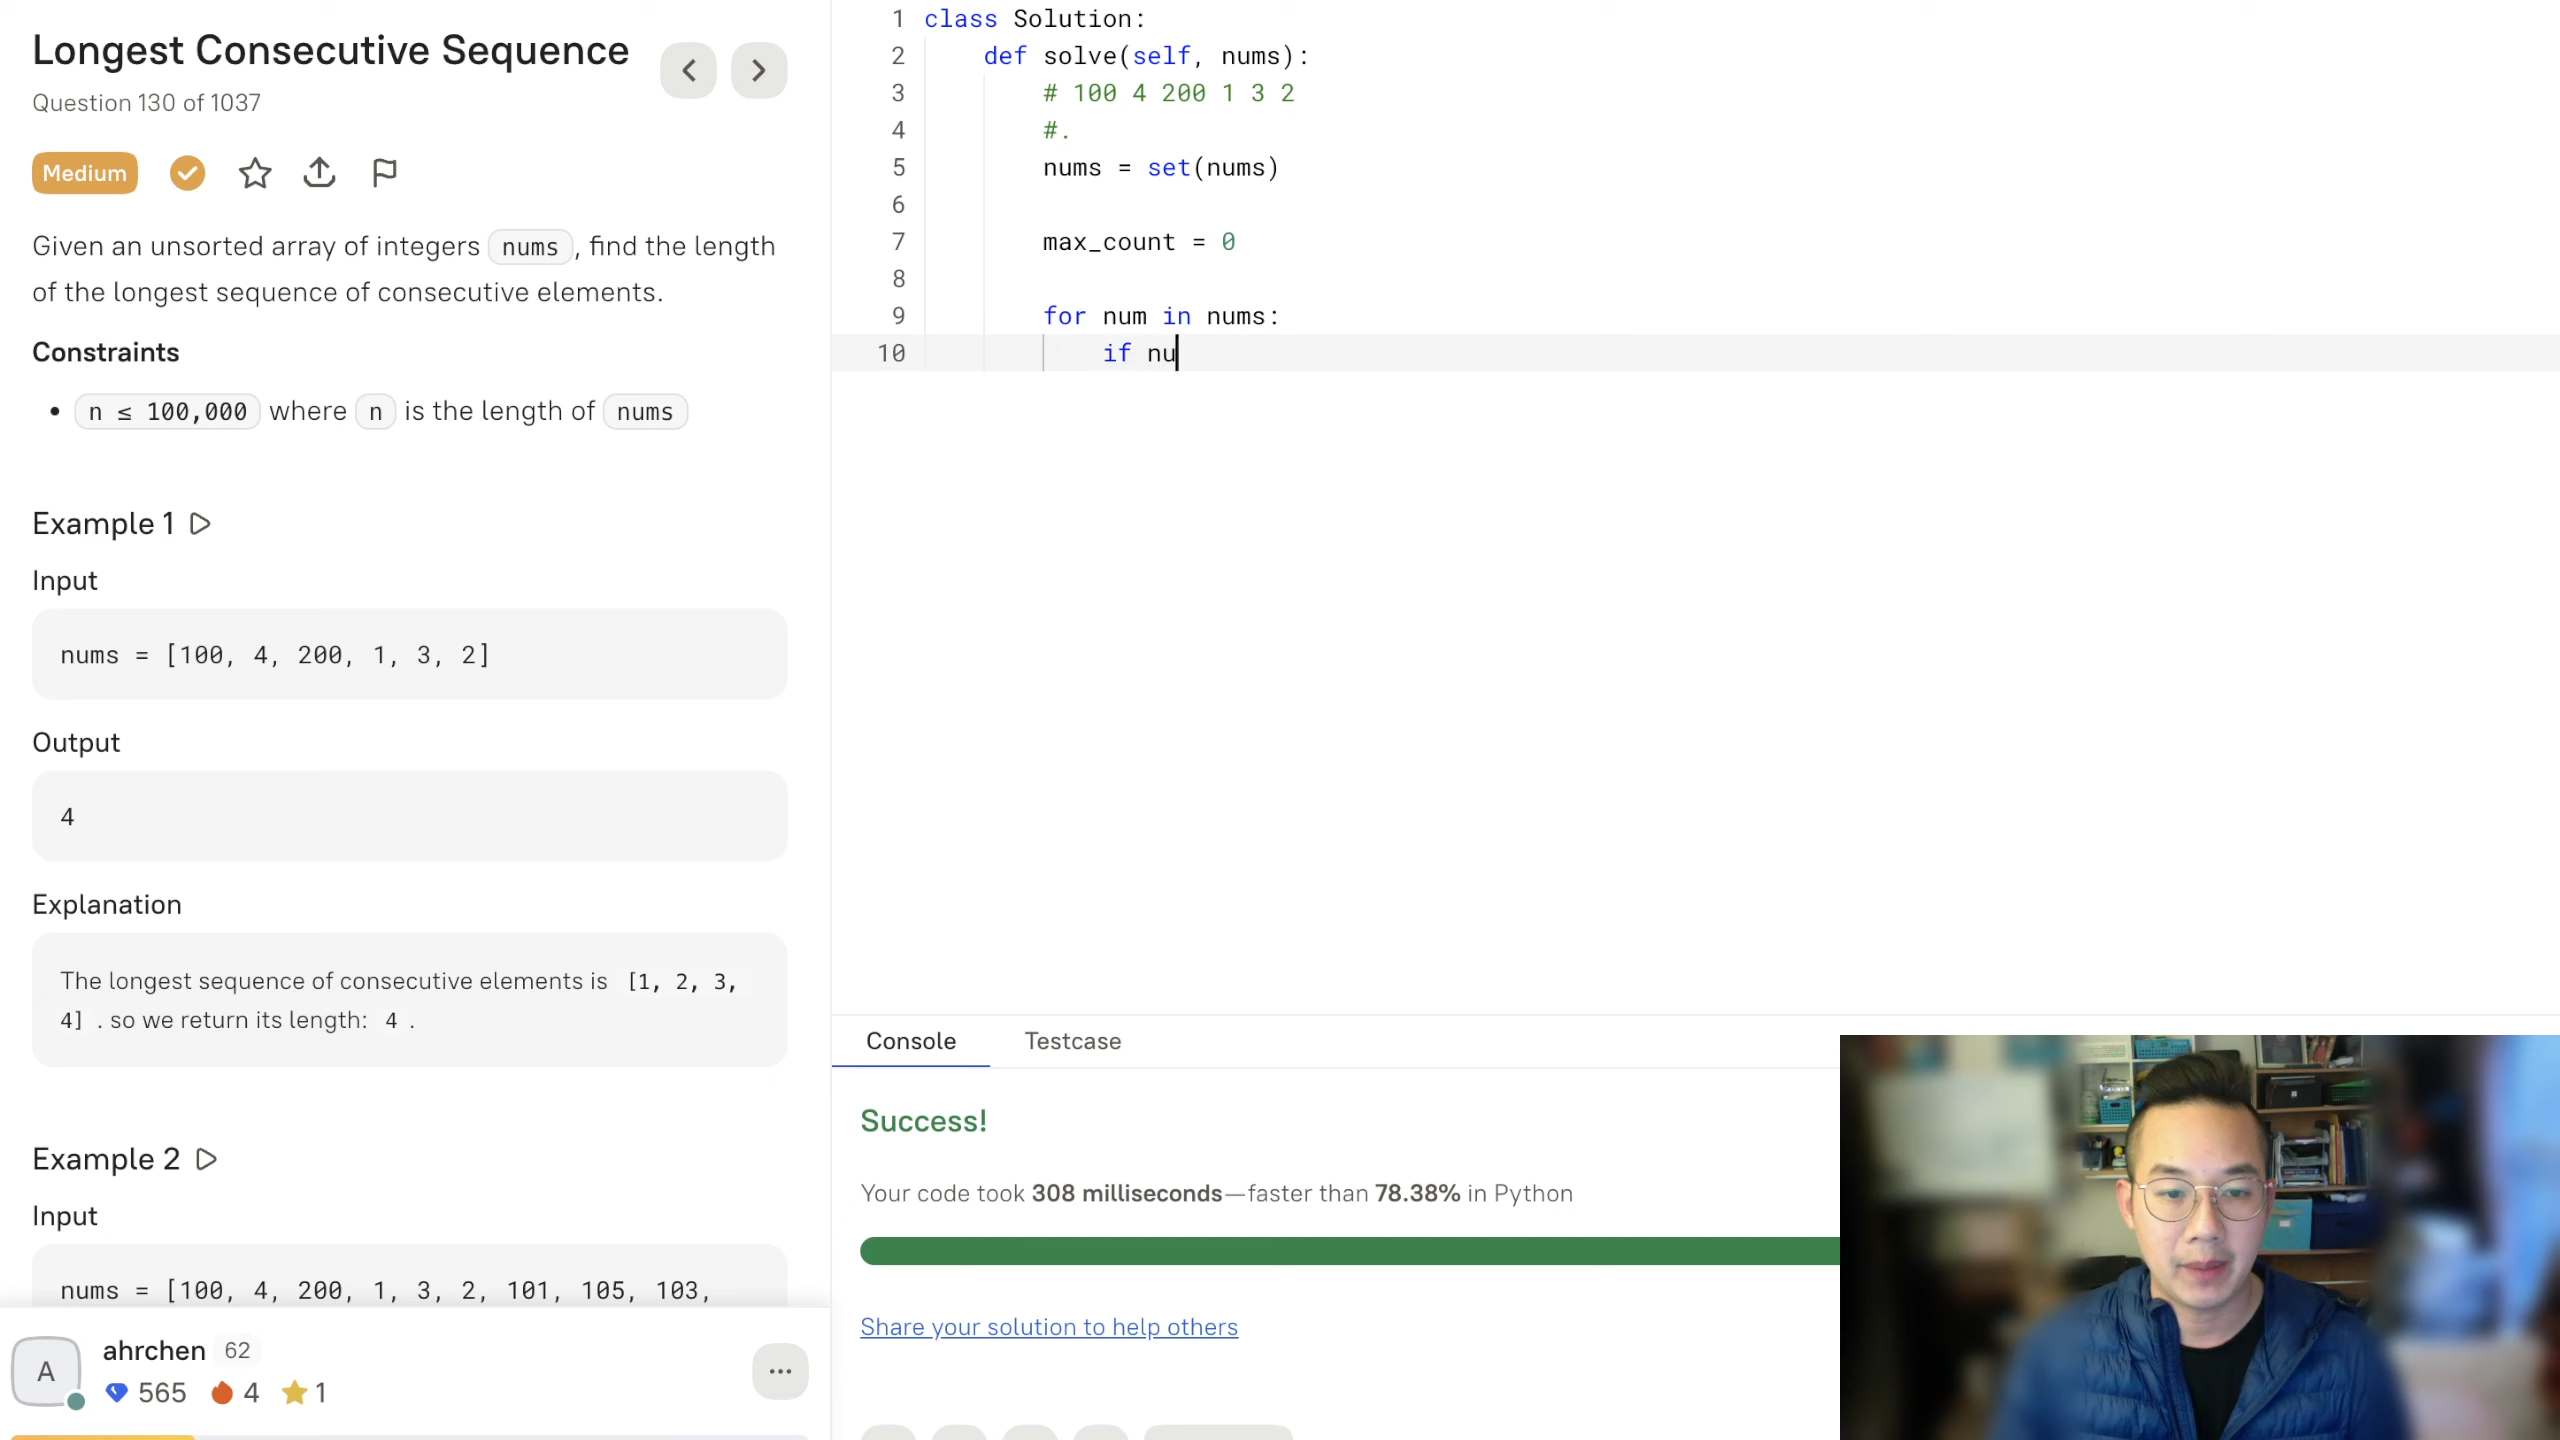 Longest Consecutive Sequence
Question 130 of 1037
Medium
Given an unsorted array of integers nums, find the length
of the longest sequence of consecutive elements.
Constraints
• n ≤ 100,000 where n is the length of nums
Example 1
Input
nums = [100, 4, 200, 1, 3, 2]
Output
4
Explanation
The longest sequence of consecutive elements is [1, 2, 3,
4] . so we return its length: 4 .
Example 2
Input
nums = [100, 4, 200, 1, 3, 2, 101, 105, 103,
A
ahrchen 62
565 4 1
...
1 class Solution:
2 def solve(self, nums):
3 # 100 4 200 1 3 2
4 #.
5 nums = set(nums)
6
7 max_count = 0
8
9 for num in nums:
10 if nu
Console Testcase
Success!
Your code took 308 milliseconds—faster than 78.38% in Python
Share your solution to help others